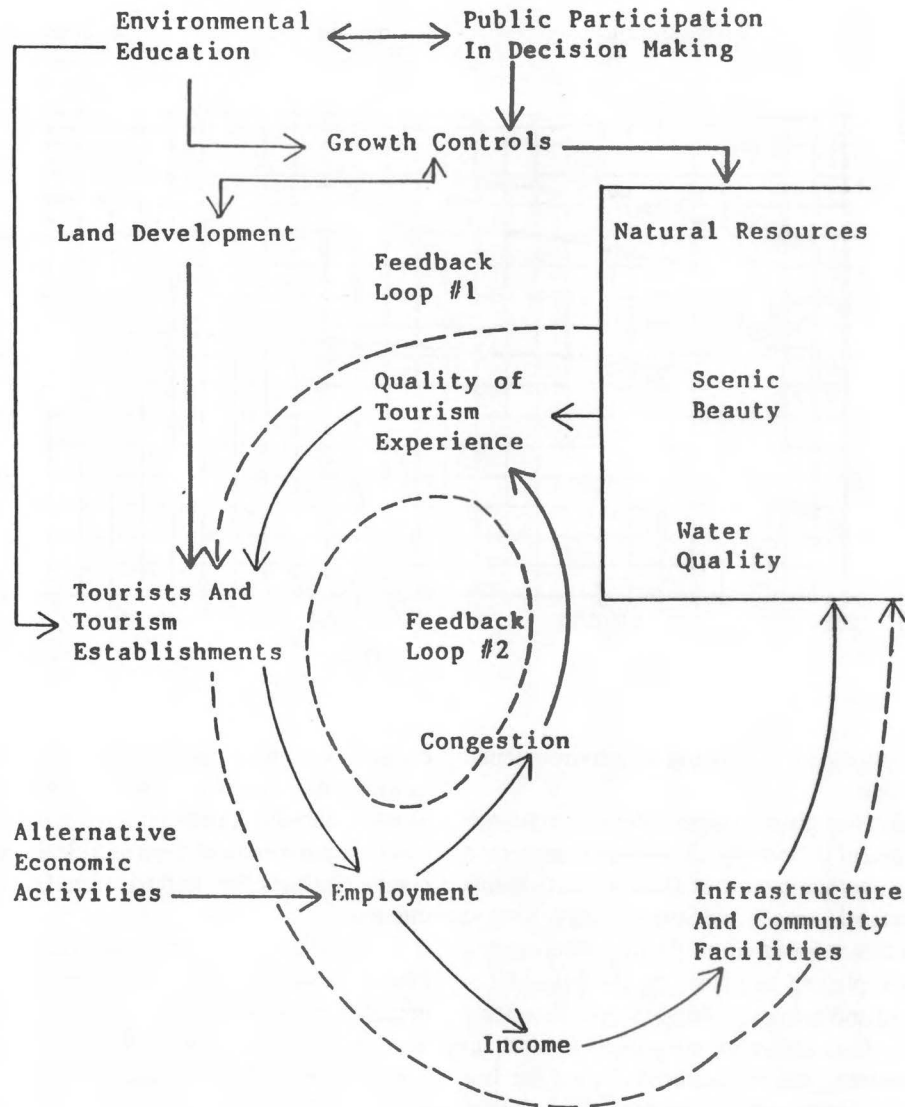 Environmental
Education
Public Participation
In Decision Making
Growth Controls
Land Development
Natural Resources
Feedback
Loop #1
Quality of
Tourism
Experience
Scenic
Beauty
Water
Quality
Tourists And
Tourism
Establishments
Feedback
Loop #2
Congestion
Alternative
Economic
Activities
Employment
Infrastructure
And Community
Facilities
Income